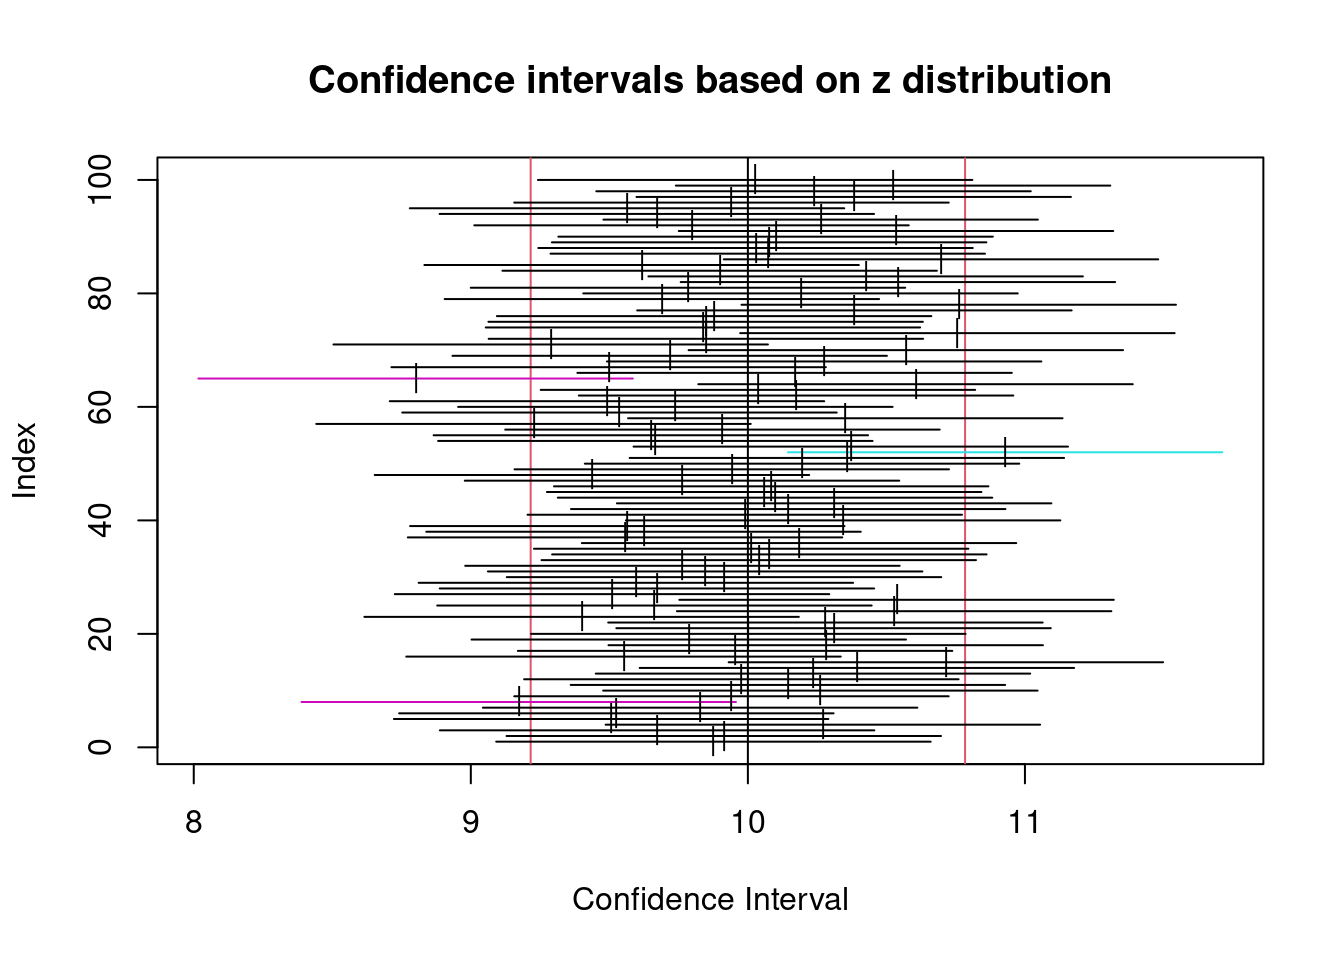 Confidence intervals based on z distribution
100
80
60
40
20
0
Index
8 9 10 11
Confidence Interval